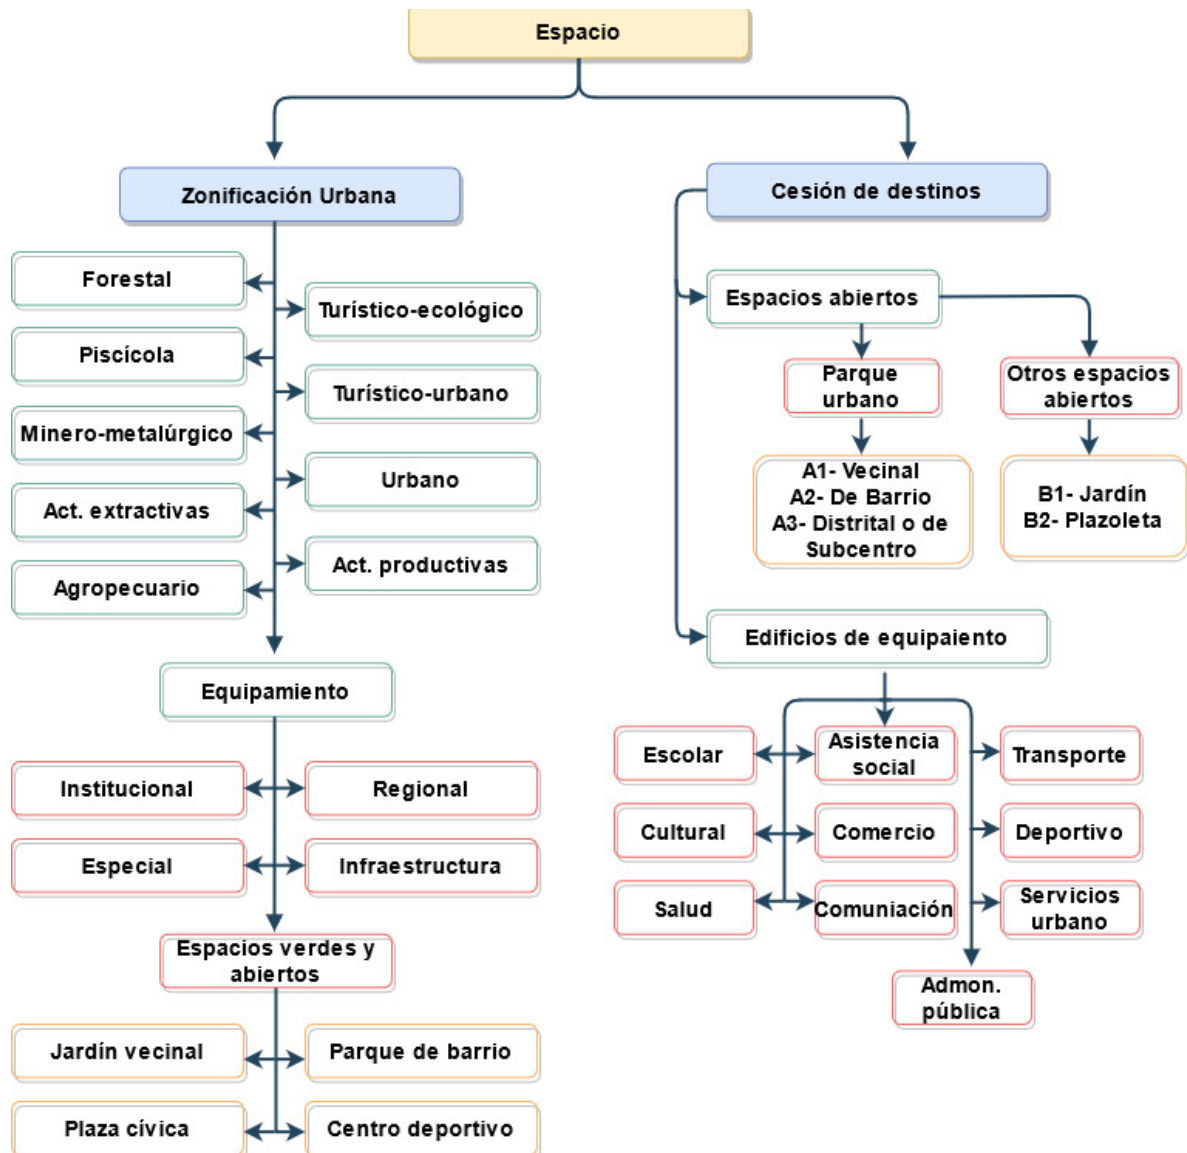 Espacio
Zonificación Urbana
Forestal
Turístico-ecológico
Piscícola
Turístico-urbano
Minero-metalúrgico
Urbano
Act. extractivas
Act. productivas
Agropecuario
Equipamiento
Institucional
Regional
Especial
Infraestructura
Espacios verdes y
abiertos
Jardín vecinal
Parque de barrio
Plaza cívica
Centro deportivo
Cesión de destinos
Espacios abiertos
Parque
urbano
Otros espacios
abiertos
A1- Vecinal
A2- De Barrio
A3- Distrital o de
Subcentro
B1- Jardín
B2- Plazoleta
Edificios de equipaiento
Escolar
Asistencia
social
Transporte
Cultural
Comercio
Deportivo
Salud
Comuniación
Servicios
urbano
Admon.
pública